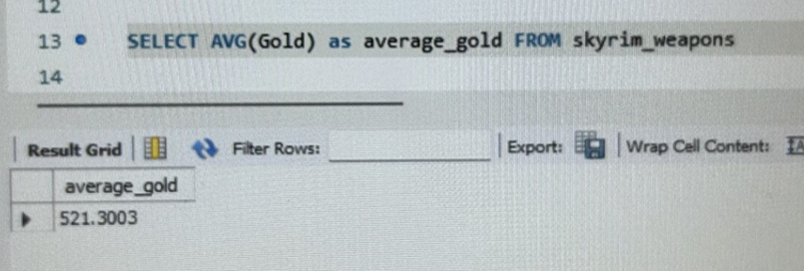 12
13 SELECT AVG(Gold) as average_gold FROM skyrim_weapons
14
Result Grid Filter Rows: Export: Wrap Cell Content:
average_gold
521.3003